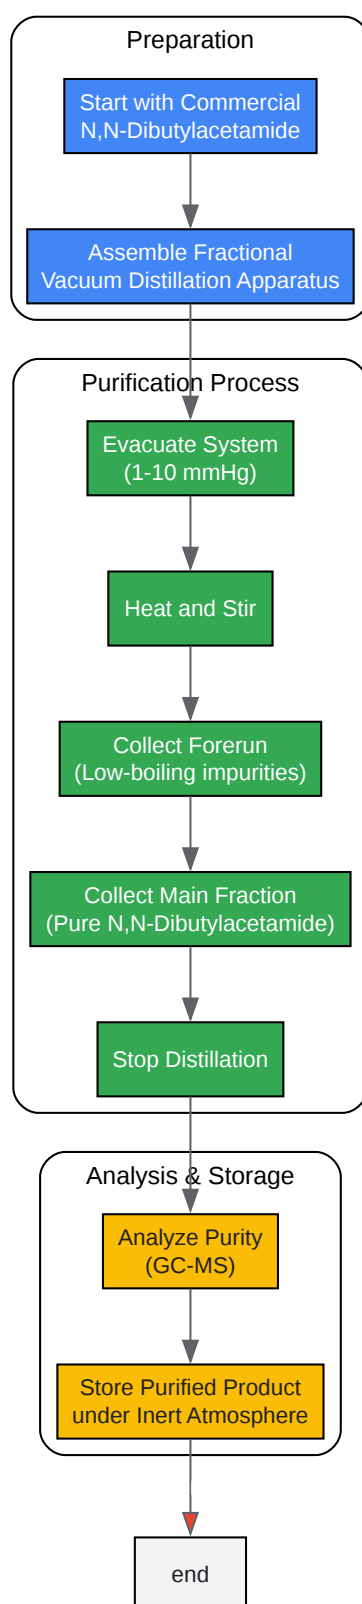 Preparation
Start with Commercial
N,N-Dibutylacetamide
Assemble Fractional
Vacuum Distillation Apparatus
Purification Process
Evacuate System
(1-10 mmHg)
Heat and Stir
Collect Forerun
(Low-boiling impurities)
Collect Main Fraction
(Pure N,N-Dibutylacetamide)
Stop Distillation
Analysis & Storage
Analyze Purity
(GC-MS)
Store Purified Product
under Inert Atmosphere
end